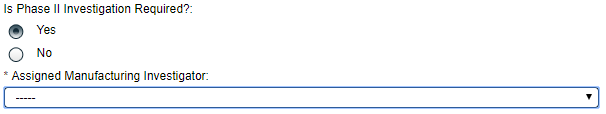 Is Phase II Investigation Required?:
Yes
No
* Assigned Manufacturing Investigator:
-----